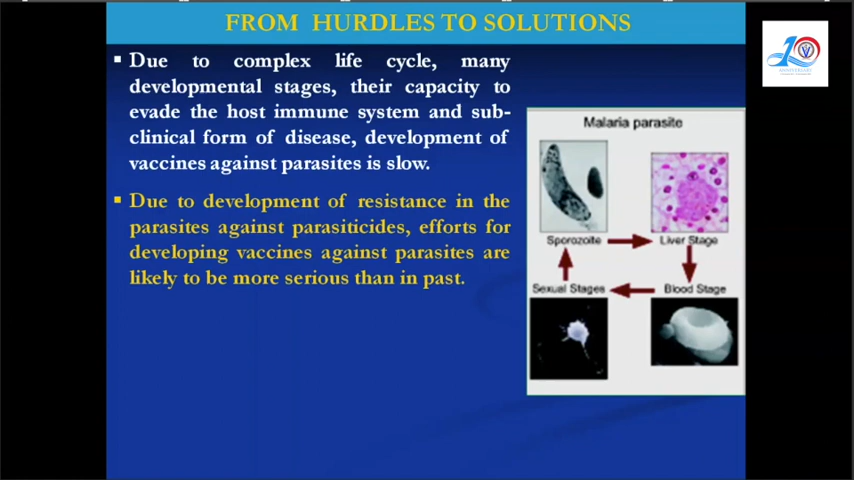 FROM HURDLES TO SOLUTIONS
▪ Due to complex life cycle, many
developmental stages, their capacity to
evade the host immune system and sub-
clinical form of disease, development of
vaccines against parasites is slow.
▪ Due to development of resistance in the
parasites against parasiticides, efforts for
developing vaccines against parasites are
likely to be more serious than in past.
Malaria parasite
Sporozoite
Liver Stage
Sexual Stages
Blood Stage
10
ANNIVERSARY